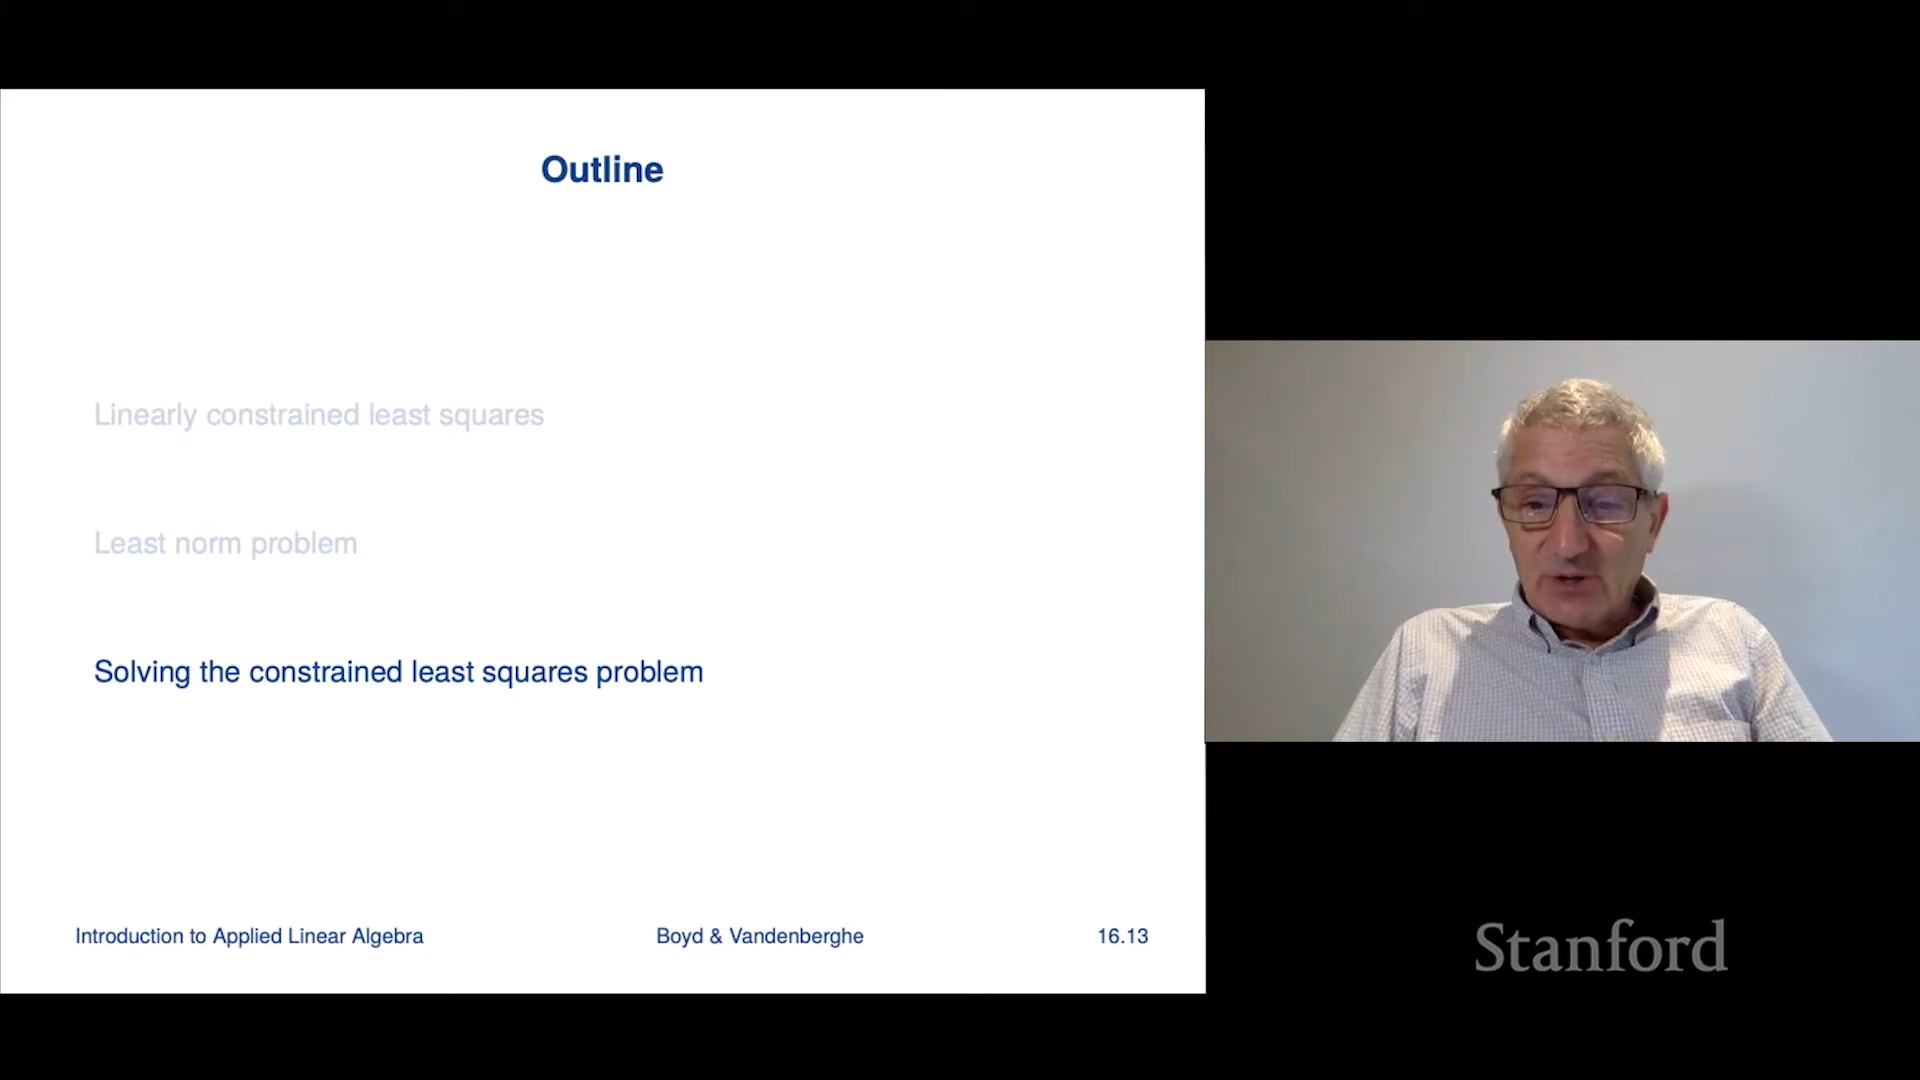 Outline
Linearly constrained least squares
Least norm problem
Solving the constrained least squares problem
Introduction to Applied Linear Algebra
Boyd & Vandenberghe
16.13
Stanford